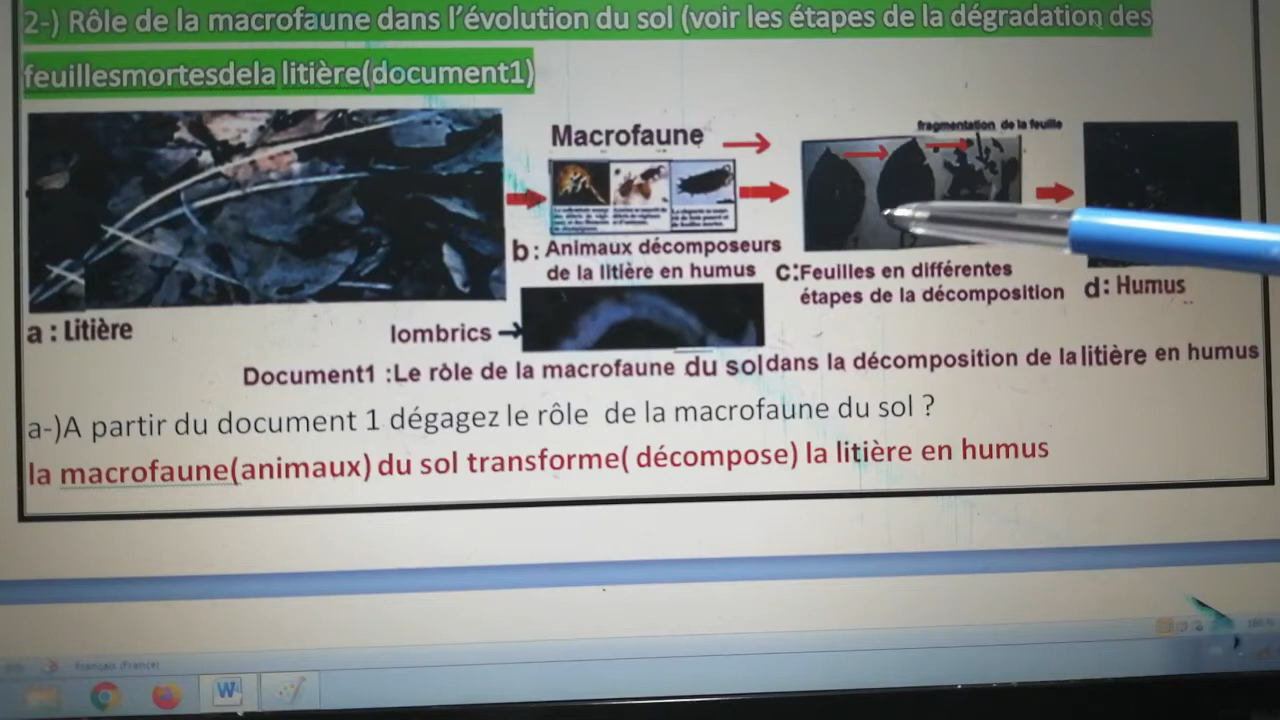 2-) Rôle de la macrofaune dans l'évolution du sol (voir les étapes de la dégradation des
feuillesmortesdela litière(document1)
Macrofaune
fragmentation de la feuille
b: Animaux décomposeurs
de la litière en humus
C:Feuilles en différentes
étapes de la décomposition
d: Humus
a : Litière
lombrics
Document1 :Le rôle de la macrofaune du sol dans la décomposition de la litière en humus
a-)A partir du document 1 dégagez le rôle de la macrofaune du sol ?
la macrofaune(animaux) du sol transforme( décompose) la litière en humus
Français (France)
W